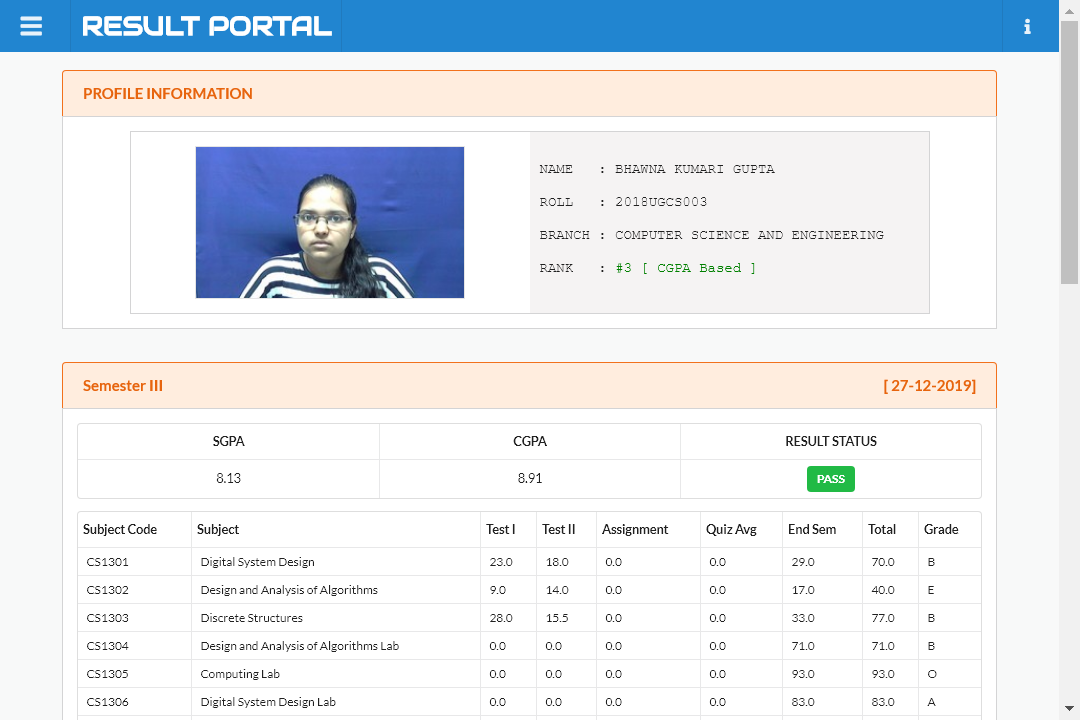 RESULT PORTAL
PROFILE INFORMATION
NAME : BHAWNA KUMARI GUPTA
ROLL : 2018UGCS003
BRANCH : COMPUTER SCIENCE AND ENGINEERING
RANK : #3 [ CGPA Based ]
Semester III [ 27-12-2019]
SGPA CGPA RESULT STATUS
8.13 8.91 PASS
Subject Code Subject Test I Test II Assignment Quiz Avg End Sem Total Grade
CS1301 Digital System Design 23.0 18.0 0.0 0.0 29.0 70.0 B
CS1302 Design and Analysis of Algorithms 9.0 14.0 0.0 0.0 17.0 40.0 E
CS1303 Discrete Structures 28.0 15.5 0.0 0.0 33.0 77.0 B
CS1304 Design and Analysis of Algorithms Lab 0.0 0.0 0.0 0.0 71.0 71.0 B
CS1305 Computing Lab 0.0 0.0 0.0 0.0 93.0 93.0 O
CS1306 Digital System Design Lab 0.0 0.0 0.0 0.0 83.0 83.0 A